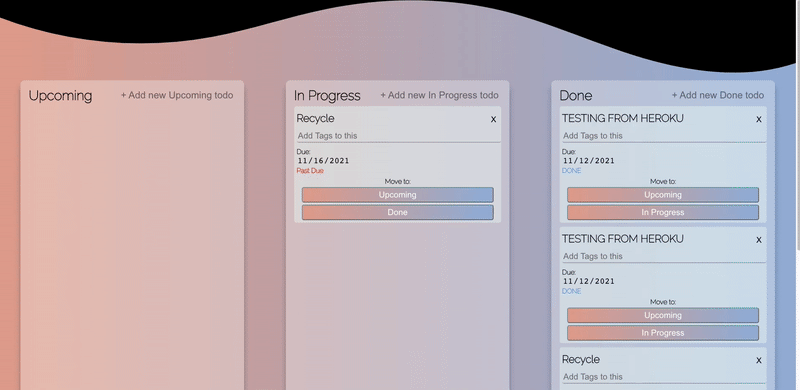 Upcoming
+ Add new Upcoming todo
In Progress
+ Add new In Progress todo
Recycle
x
Add Tags to this
Due:
11/16/2021
Past Due
Move to:
Upcoming
Done
Done
+ Add new Done todo
TESTING FROM HEROKU
x
Add Tags to this
Due:
11/12/2021
DONE
Move to:
Upcoming
In Progress
TESTING FROM HEROKU
x
Add Tags to this
Due:
11/12/2021
DONE
Move to:
Upcoming
In Progress
Recycle
x
Add Tags to this